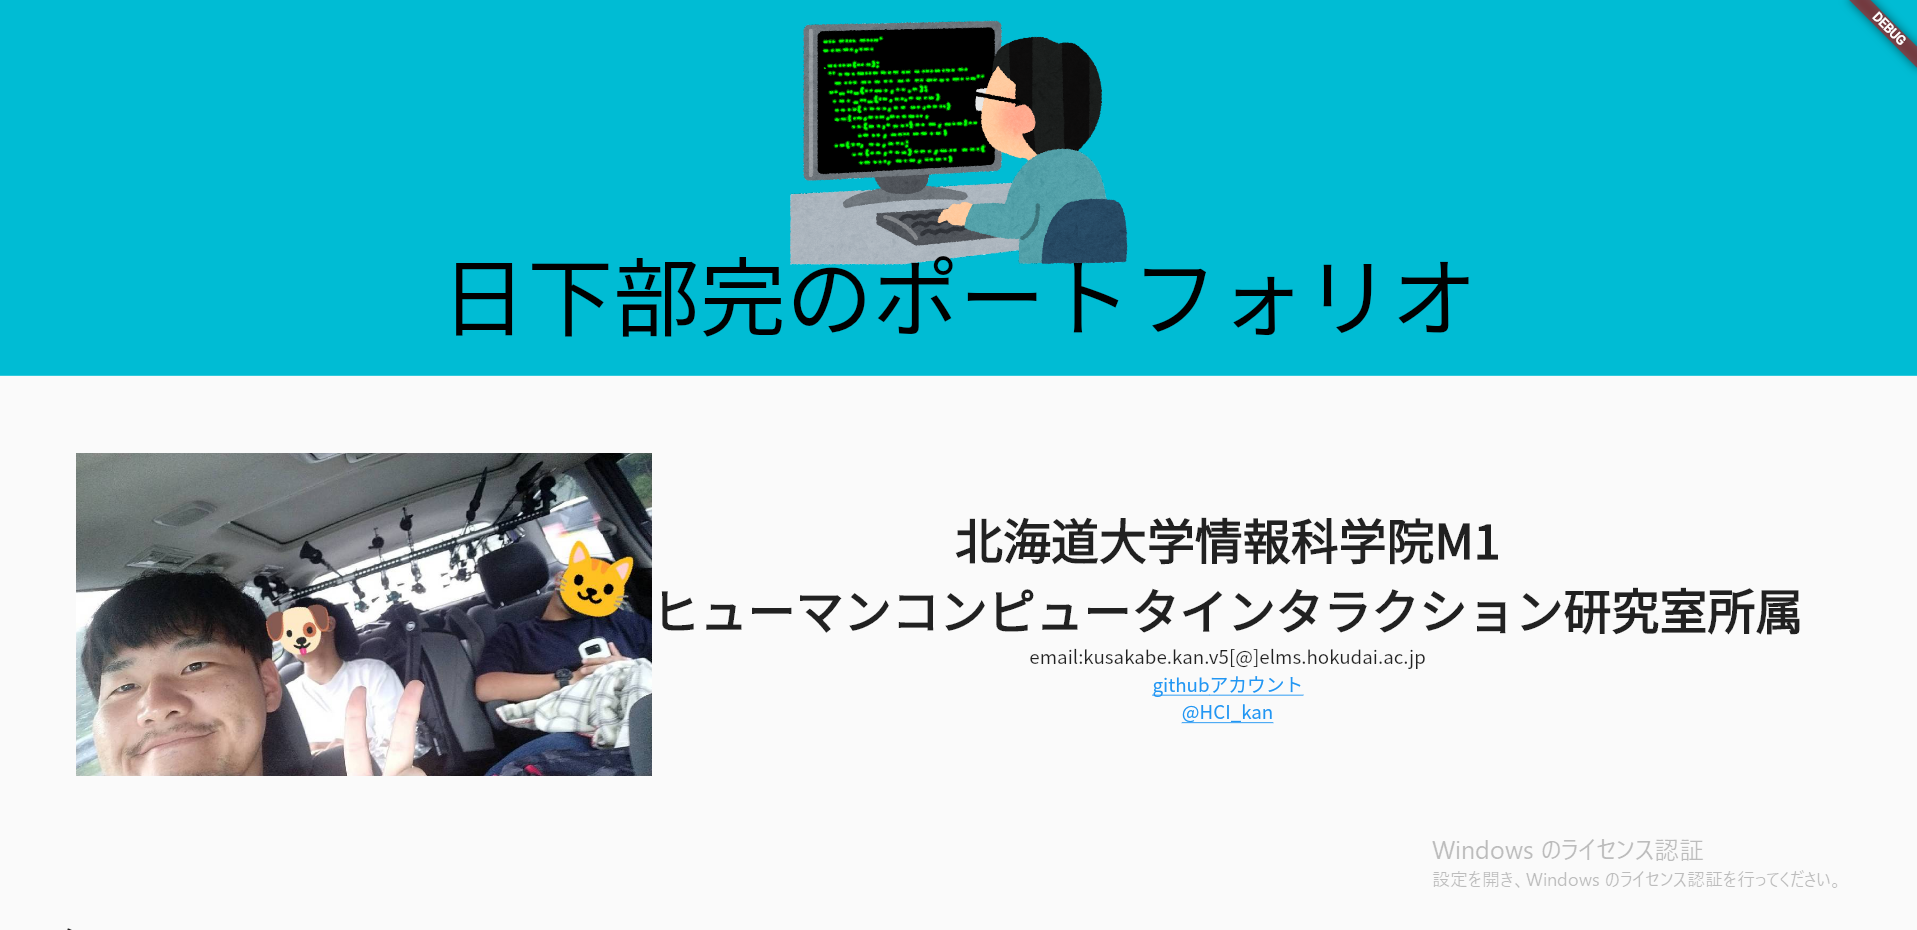 DEBUG
日下部完のポートフォリオ
北海道大学情報科学院M1
ヒューマンコンピュータインタラクション研究室所属
email:kusakabe.kan.v5[@]elms.hokudai.ac.jp
githubアカウント
@HCI_kan
Windows のライセンス認証
設定を開き、Windows のライセンス認証を行ってください。